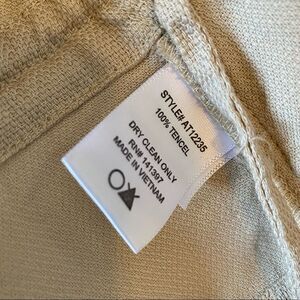 STYLE# AT12235
100% TENCEL
DRY CLEAN ONLY
RN# 141397
MADE IN VIETNAM